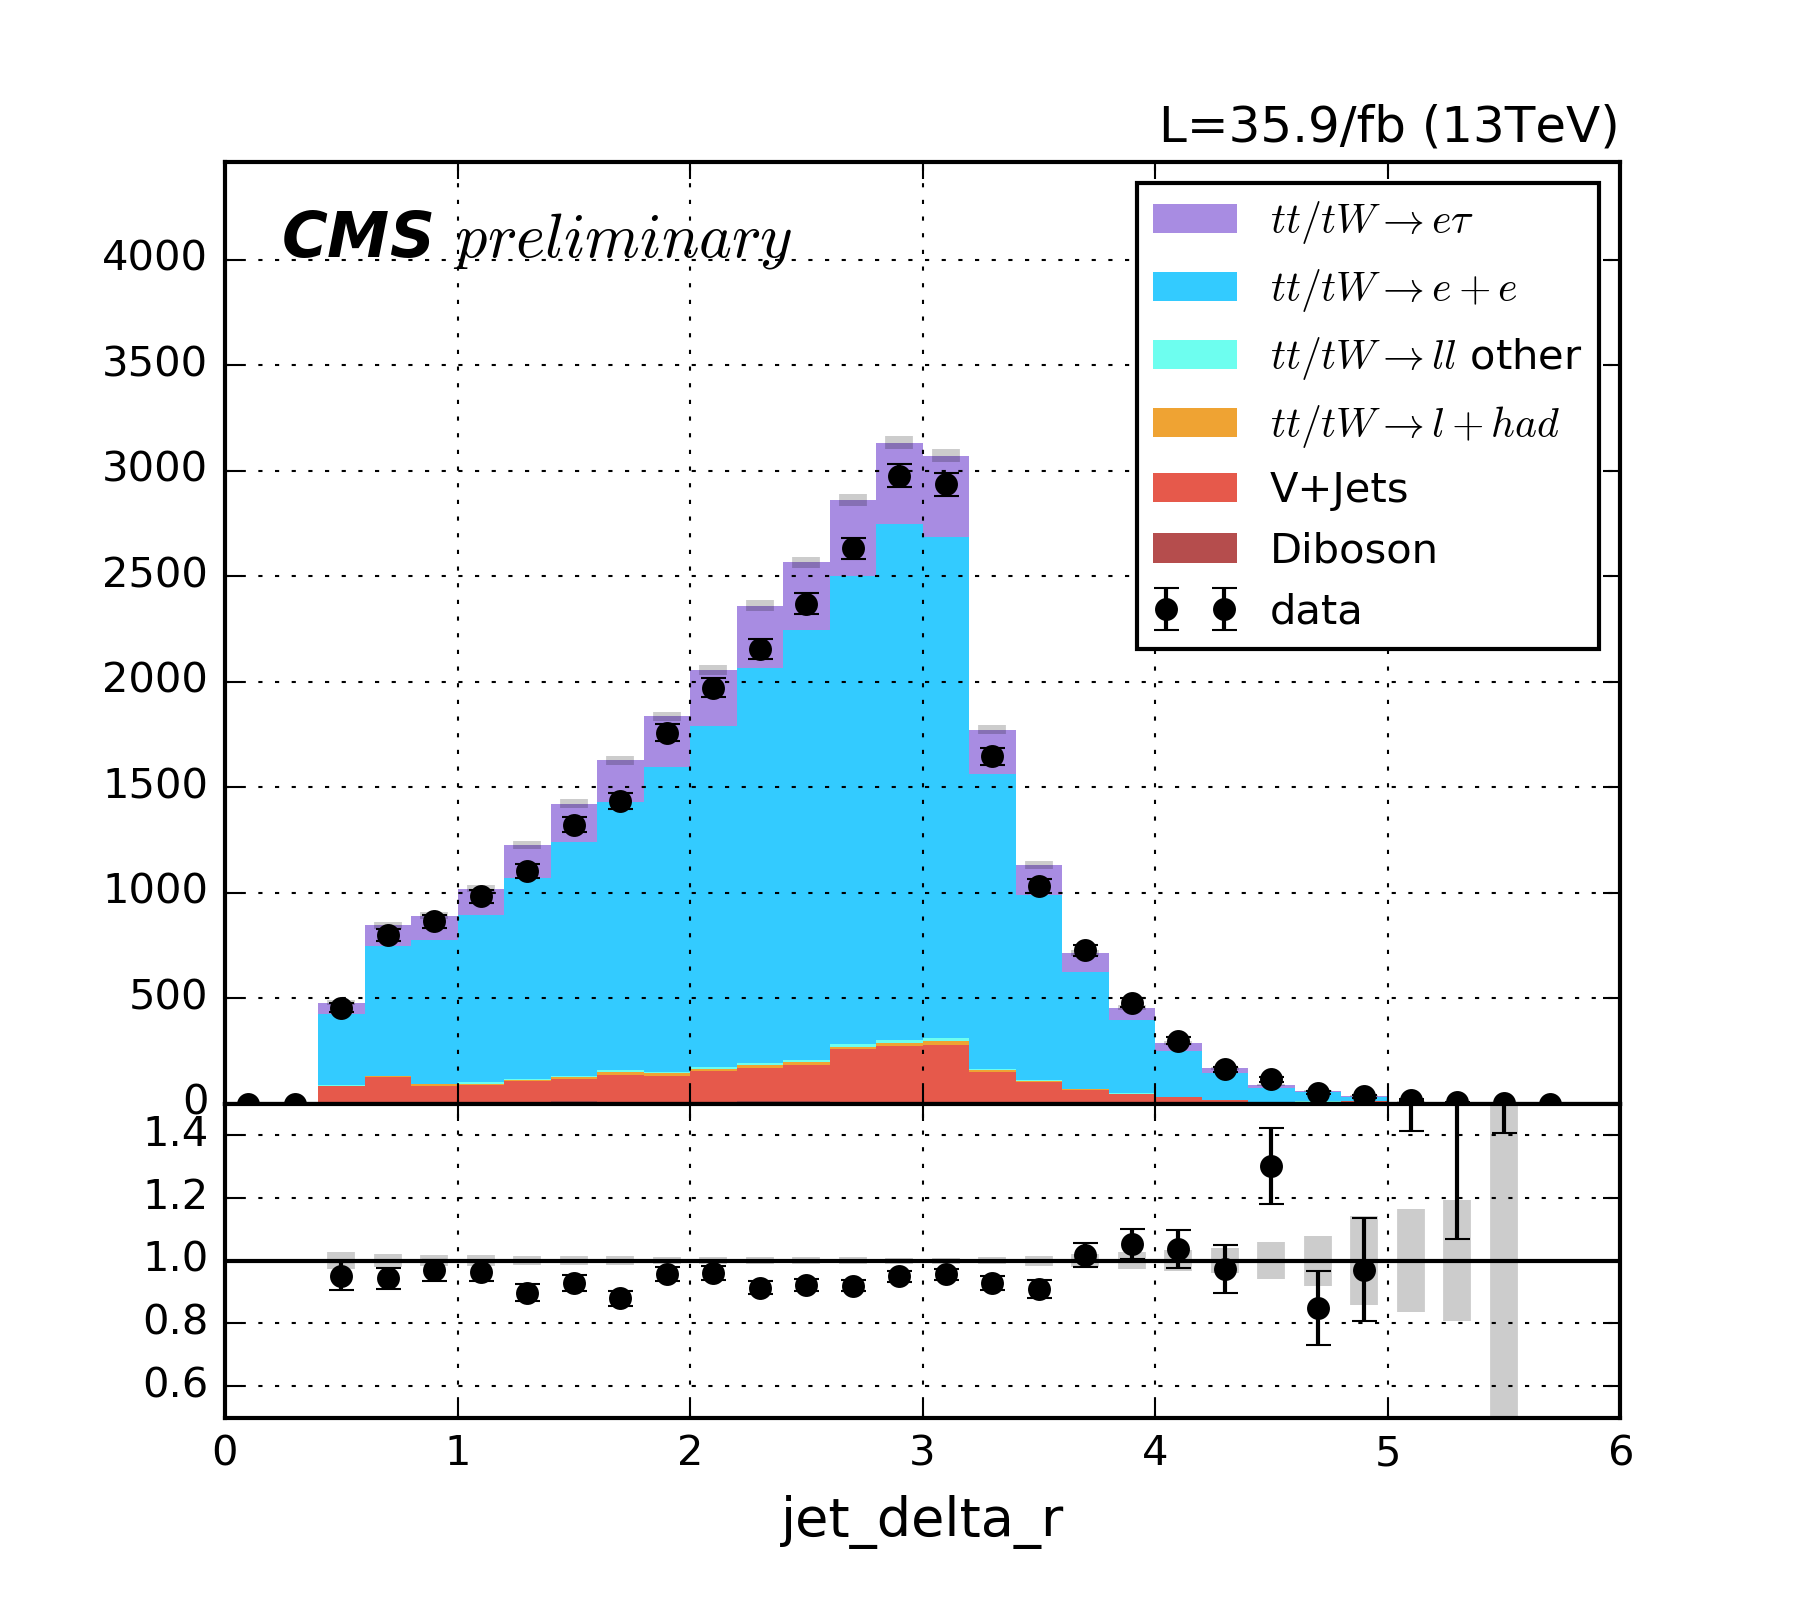 L=35.9/fb (13TeV)
CMS preliminary
tt/tW→eτ
tt/tW→e+e
tt/tW→ll other
tt/tW→l+had
V+Jets
Diboson
data
4000
3500
3000
2500
2000
1500
1000
500
0
1.4
1.2
1.0
0.8
0.6
0 1 2 3 4 5 6
jet_delta_r